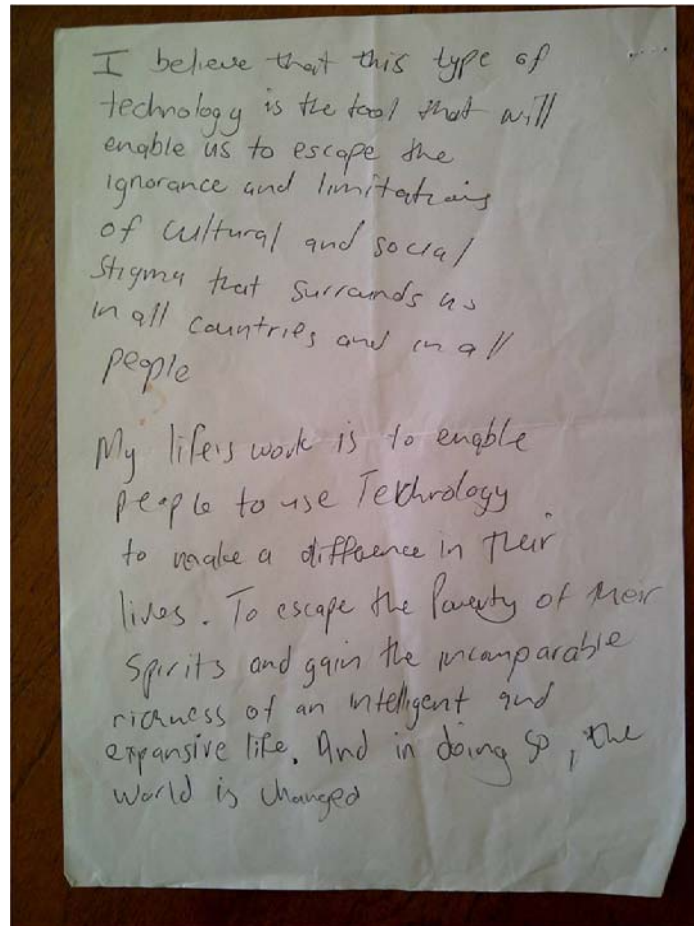 I believe that this type of
technology is the tool that will
enable us to escape the
ignorance and limitations
of cultural and social
stigma that surrounds us
in all countries and in all
people
My life's work is to enable
people to use Technology
to make a difference in their
lives. To escape the Poverty of their
spirits and gain the incomparable
richness of an intelligent and
expansive life. And in doing so, the
world is changed